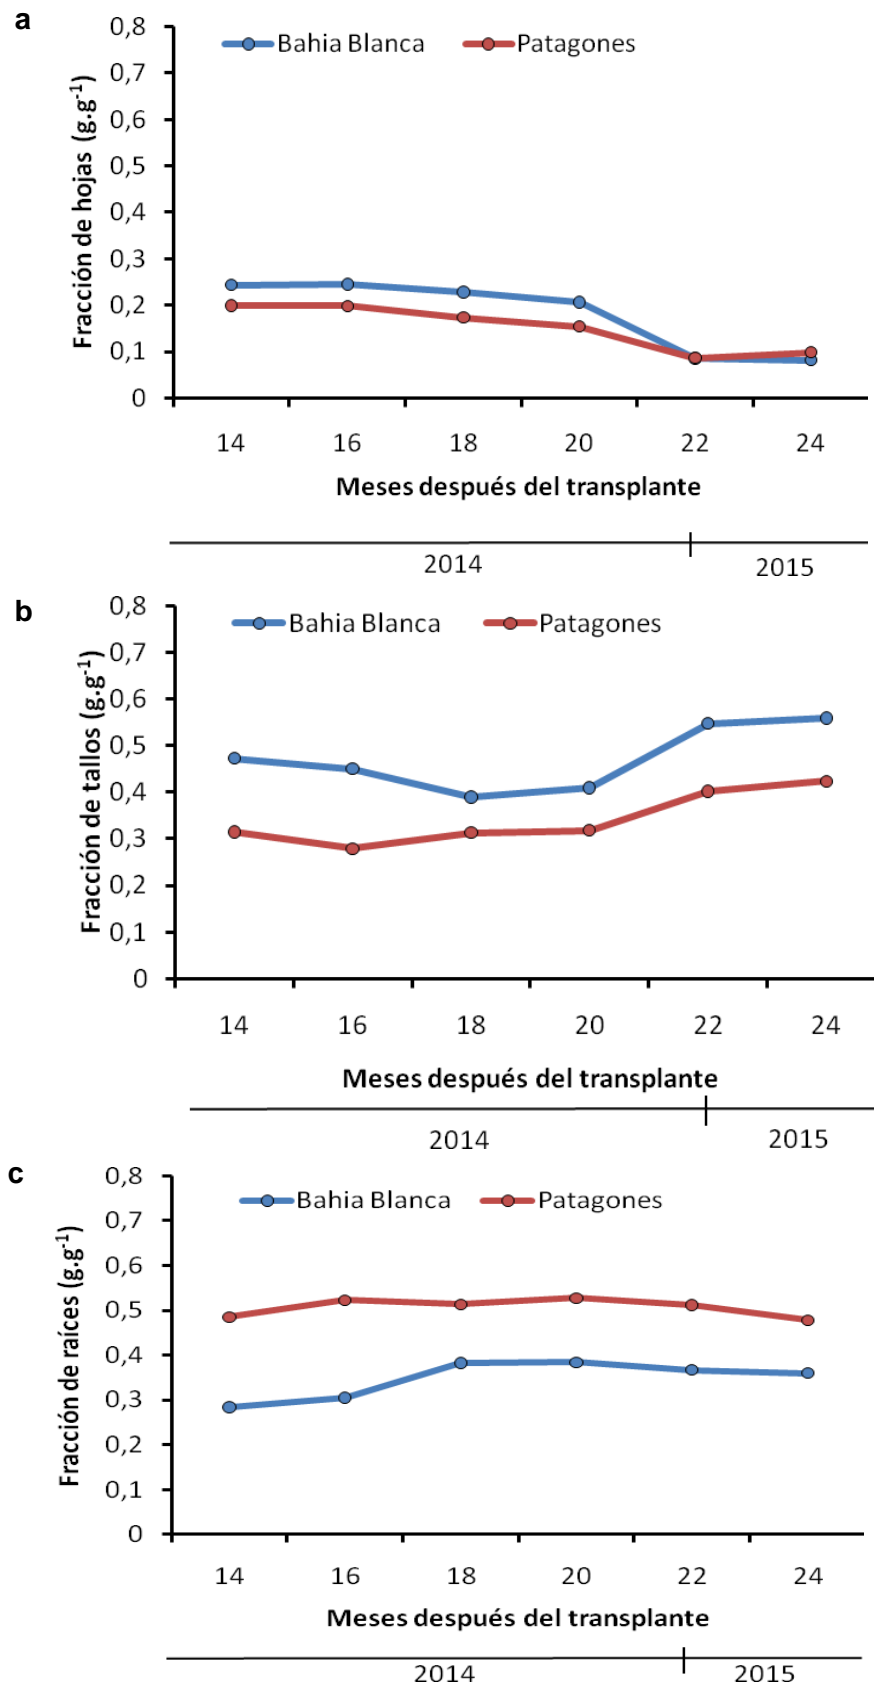 a
Bahia Blanca Patagones
Fracción de hojas (g.g-1)
0,8
0,7
0,6
0,5
0,4
0,3
0,2
0,1
0
14 16 18 20 22 24
Meses después del transplante
2014 2015
b
Bahia Blanca Patagones
Fracción de tallos (g.g-1)
0,8
0,7
0,6
0,5
0,4
0,3
0,2
0,1
0
14 16 18 20 22 24
Meses después del transplante
2014 2015
c
Bahia Blanca Patagones
Fracción de raíces (g.g-1)
0,8
0,7
0,6
0,5
0,4
0,3
0,2
0,1
0
14 16 18 20 22 24
Meses después del transplante
2014 2015